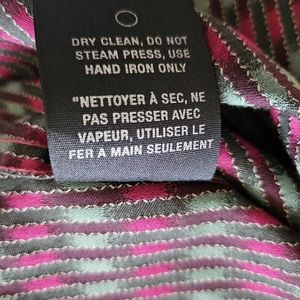 DRY CLEAN, DO NOT
STEAM PRESS, USE
HAND IRON ONLY
"NETTOYER À SEC, NE
PAS PRESSER AVEC
VAPEUR, UTILISER LE
FER A MAIN SEULEMENT